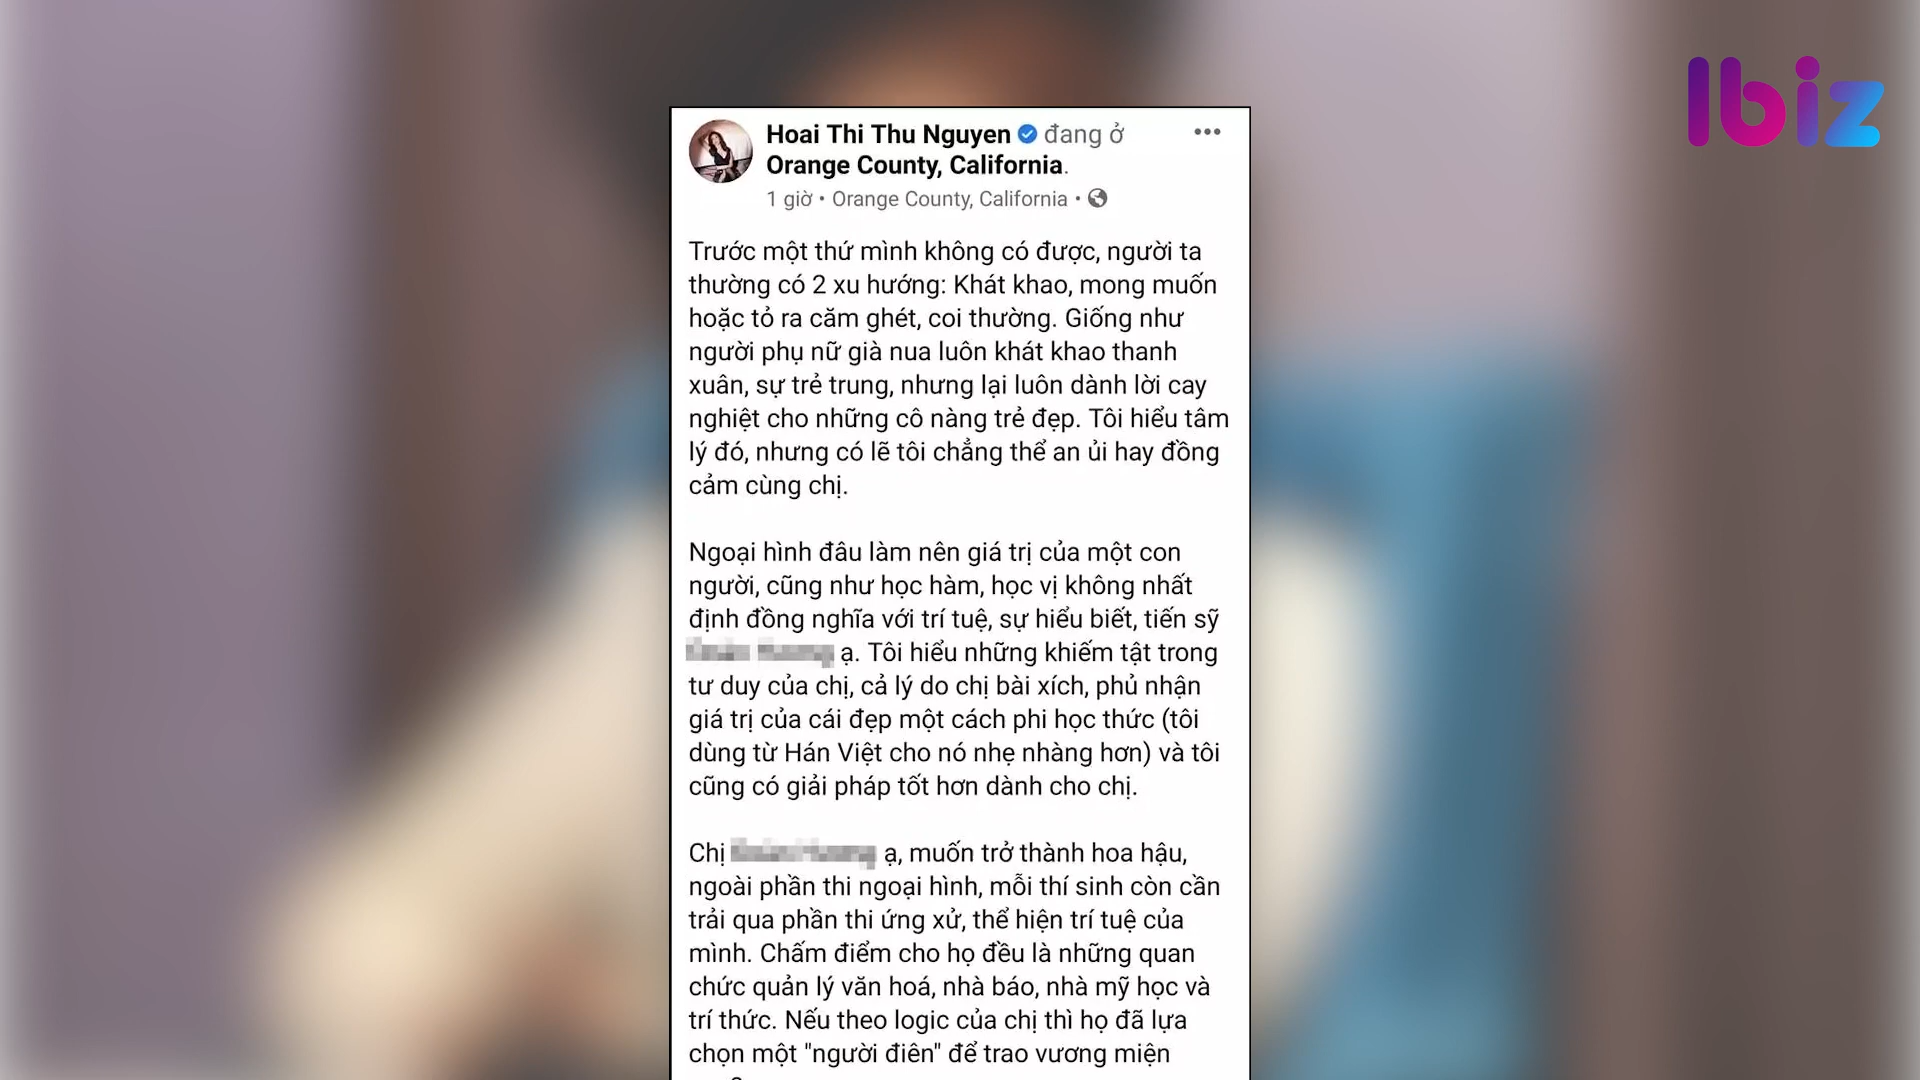 Ibiz
Hoai Thi Thu Nguyen đang ở
Orange County, California.
1 giờ • Orange County, California •
Trước một thứ mình không có được, người ta
thường có 2 xu hướng: Khát khao, mong muốn
hoặc tỏ ra căm ghét, coi thường. Giống như
người phụ nữ già nua luôn khát khao thanh
xuân, sự trẻ trung, nhưng lại luôn dành lời cay
nghiệt cho những cô nàng trẻ đẹp. Tôi hiểu tâm
lý đó, nhưng có lẽ tôi chẳng thể an ủi hay đồng
cảm cùng chị.
Ngoại hình đâu làm nên giá trị của một con
người, cũng như học hàm, học vị không nhất
định đồng nghĩa với trí tuệ, sự hiểu biết, tiến sỹ
ạ. Tôi hiểu những khiếm tật trong
tư duy của chị, cả lý do chị bài xích, phủ nhận
giá trị của cái đẹp một cách phi học thức (tôi
dùng từ Hán Việt cho nó nhẹ nhàng hơn) và tôi
cũng có giải pháp tốt hơn dành cho chị.
Chị ạ, muốn trở thành hoa hậu,
ngoài phần thi ngoại hình, mỗi thí sinh còn cần
trải qua phần thi ứng xử, thể hiện trí tuệ của
mình. Chấm điểm cho họ đều là những quan
chức quản lý văn hoá, nhà báo, nhà mỹ học và
trí thức. Nếu theo logic của chị thì họ đã lựa
chọn một "người điên" để trao vương miện